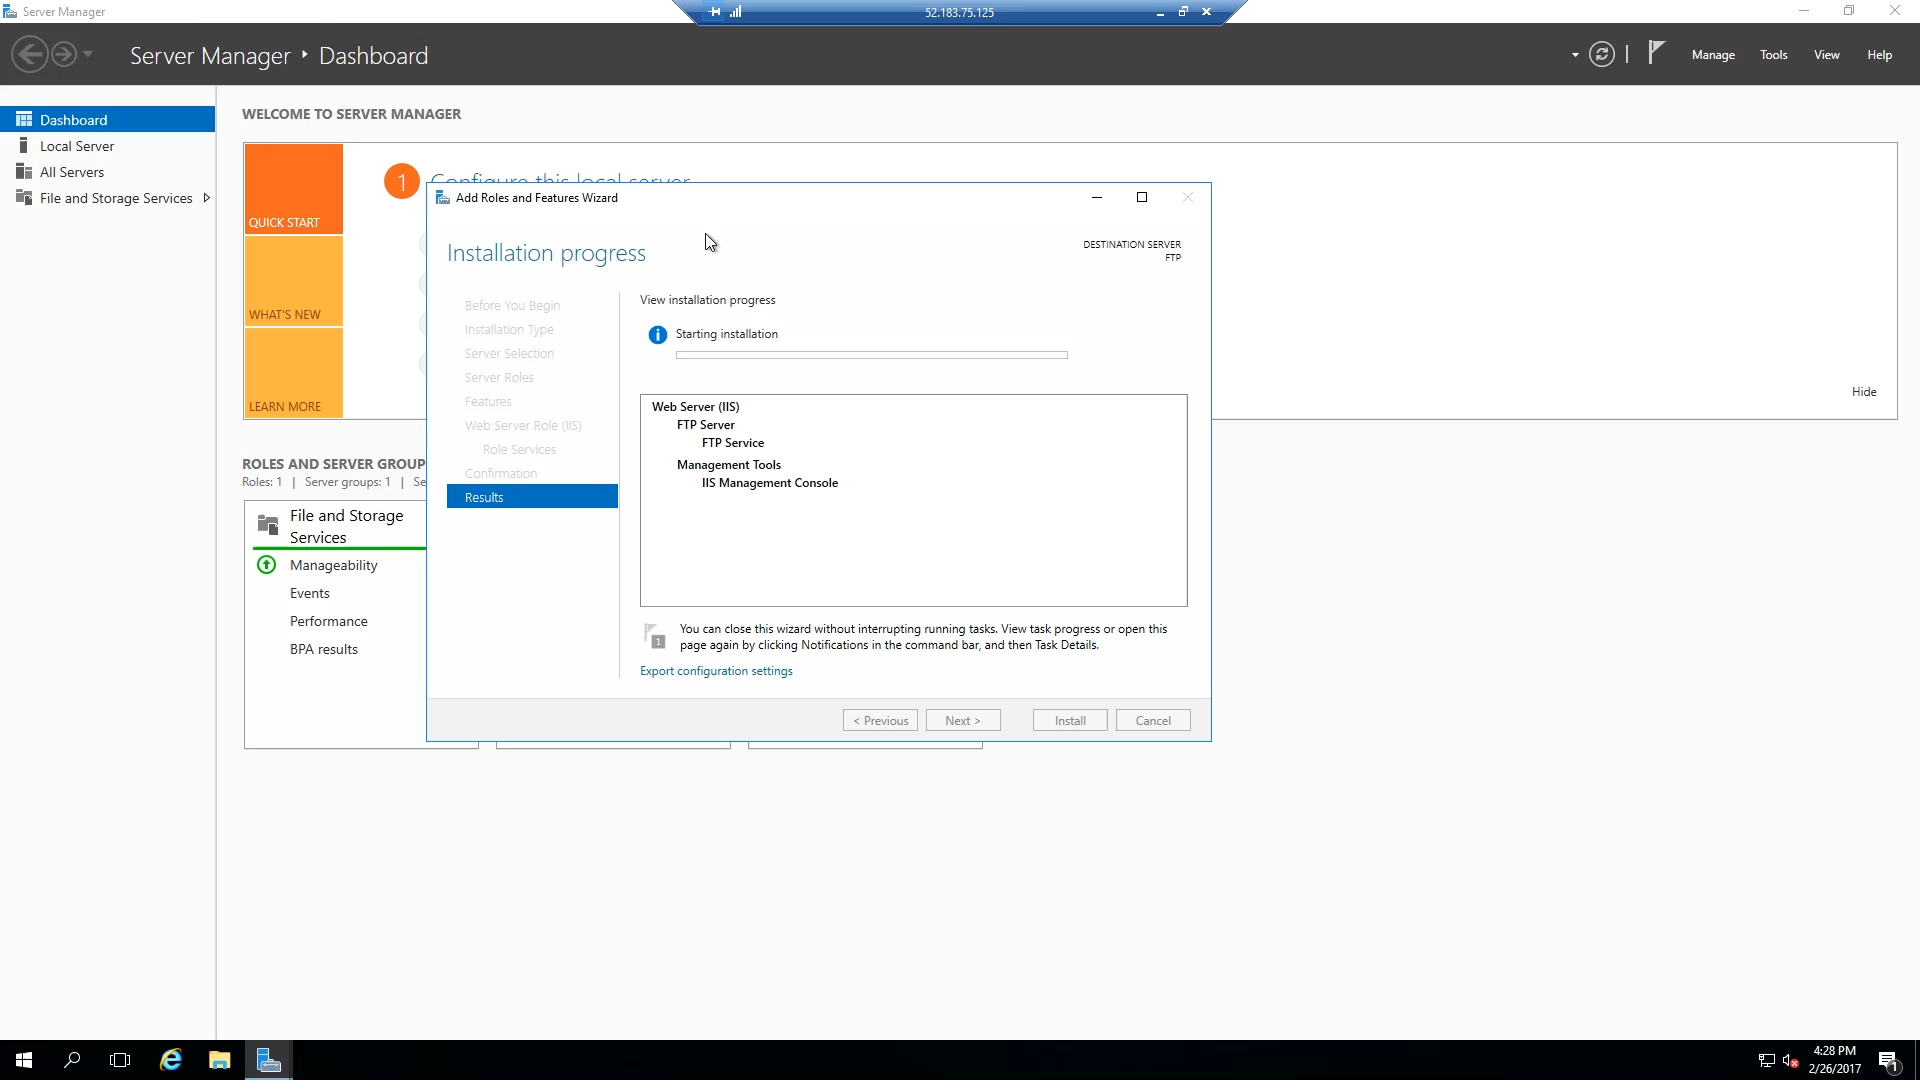 Server Manager
52.183.75.125
Server Manager
Dashboard
Manage
Tools
View
Help
Dashboard
Local Server
All Servers
File and Storage Services
WELCOME TO SERVER MANAGER
QUICK START
WHAT'S NEW
LEARN MORE
1
Configure this local server
Hide
Add Roles and Features Wizard
Installation progress
DESTINATION SERVER
FTP
Before You Begin
Installation Type
Server Selection
Server Roles
Features
Web Server Role (IIS)
Role Services
Confirmation
Results
View installation progress
Starting installation
Web Server (IIS)
FTP Server
FTP Service
Management Tools
IIS Management Console
1
You can close this wizard without interrupting running tasks. View task progress or open this
page again by clicking Notifications in the command bar, and then Task Details.
Export configuration settings
< Previous
Next >
Install
Cancel
ROLES AND SERVER GROUP
Roles: 1 | Server groups: 1 | Se
File and Storage
Services
Manageability
Events
Performance
BPA results
4:28 PM
2/26/2017
1